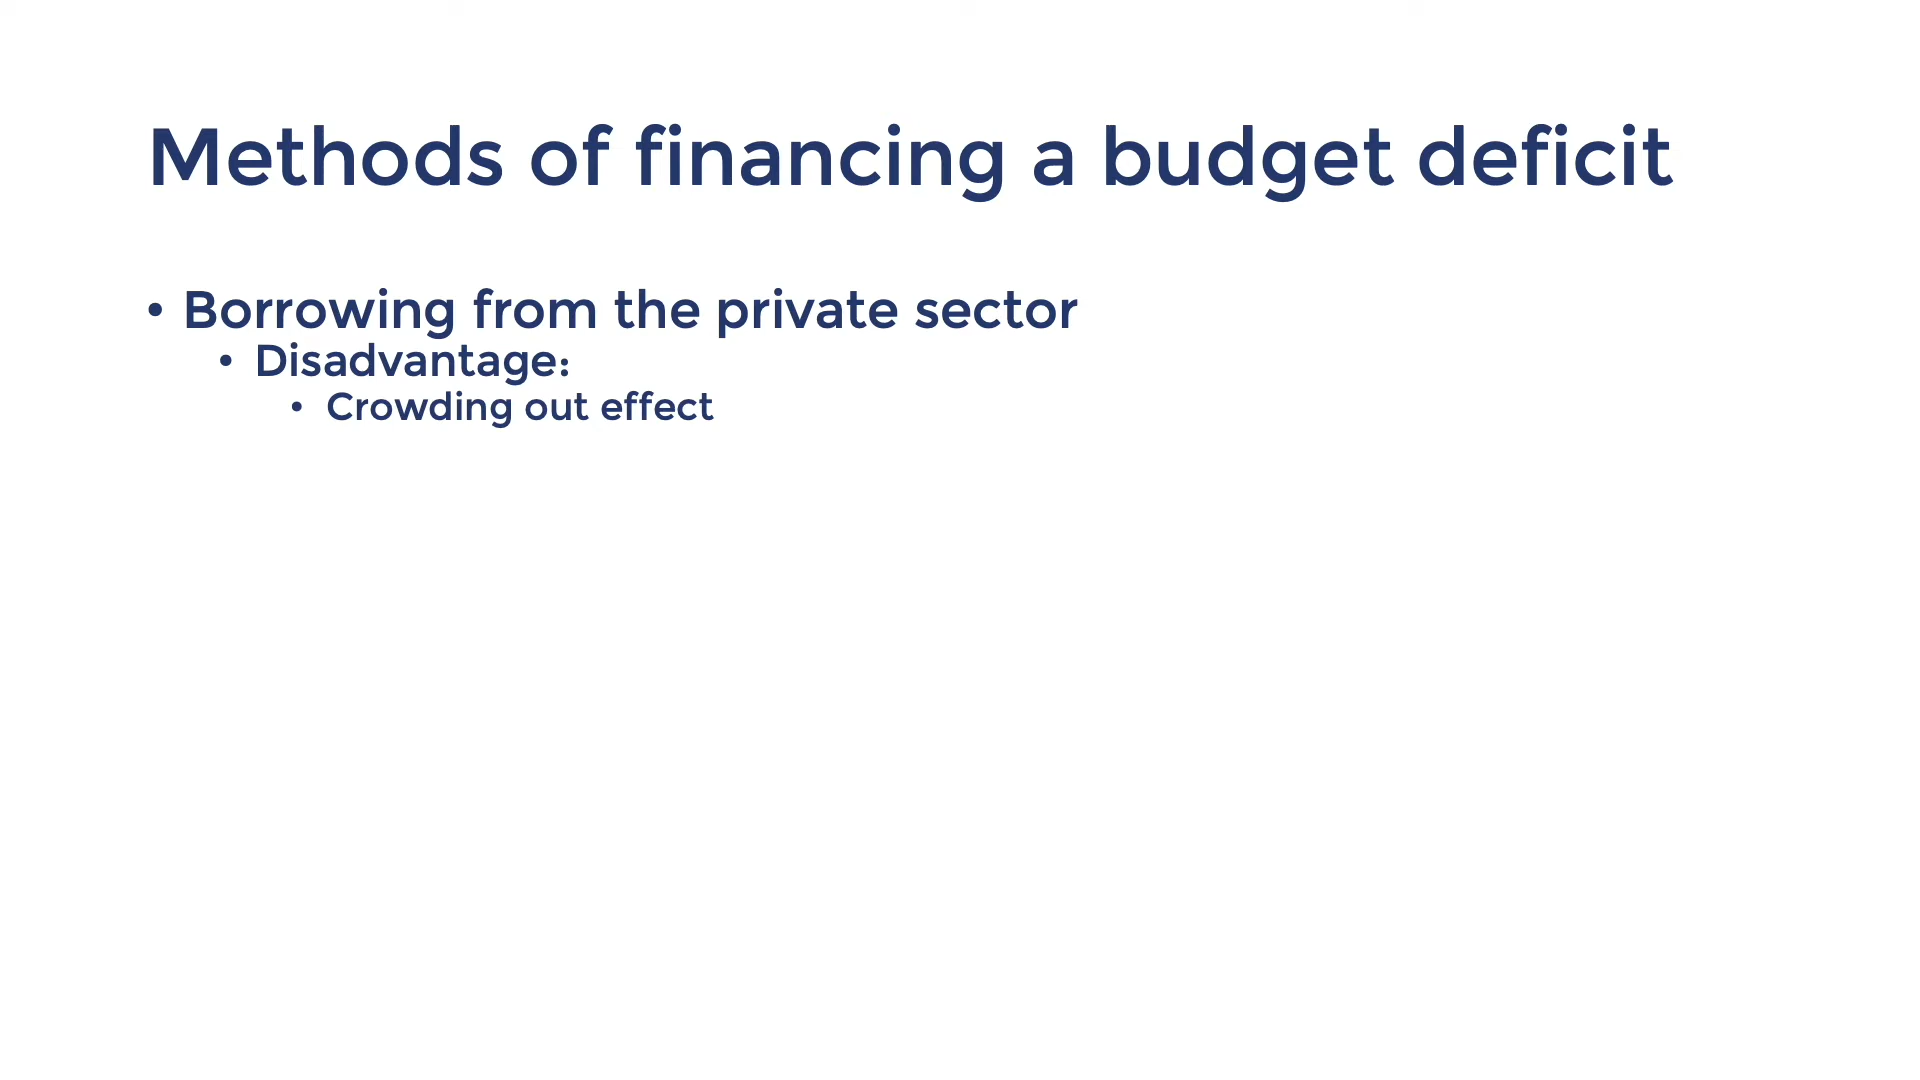 Methods of financing a budget deficit
• Borrowing from the private sector
• Disadvantage:
• Crowding out effect